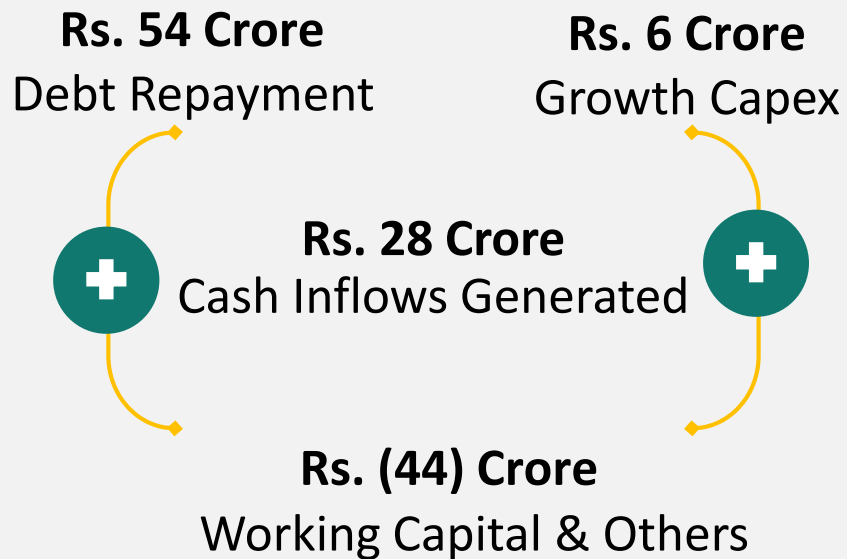 Rs. 54 Crore
Debt Repayment
Rs. 6 Crore
Growth Capex
Rs. 28 Crore
Cash Inflows Generated
Rs. (44) Crore
Working Capital & Others